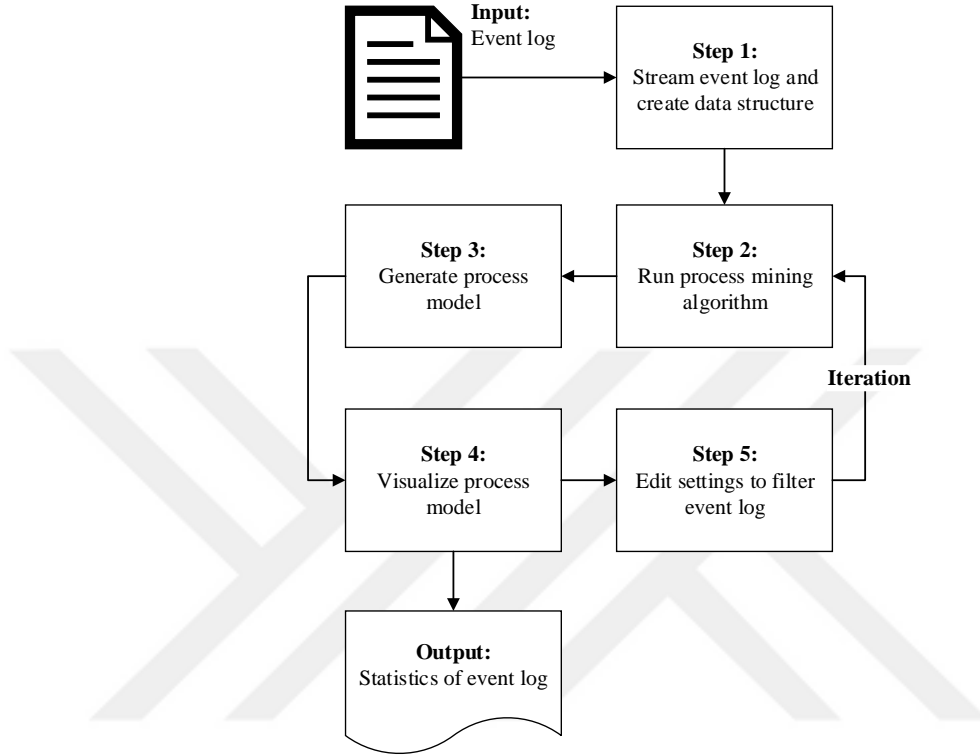 Input:
Event log
Step 1:
Stream event log and
create data structure
Step 3:
Generate process
model
Step 2:
Run process mining
algorithm
Iteration
Step 4:
Visualize process
model
Step 5:
Edit settings to filter
event log
Output:
Statistics of event log